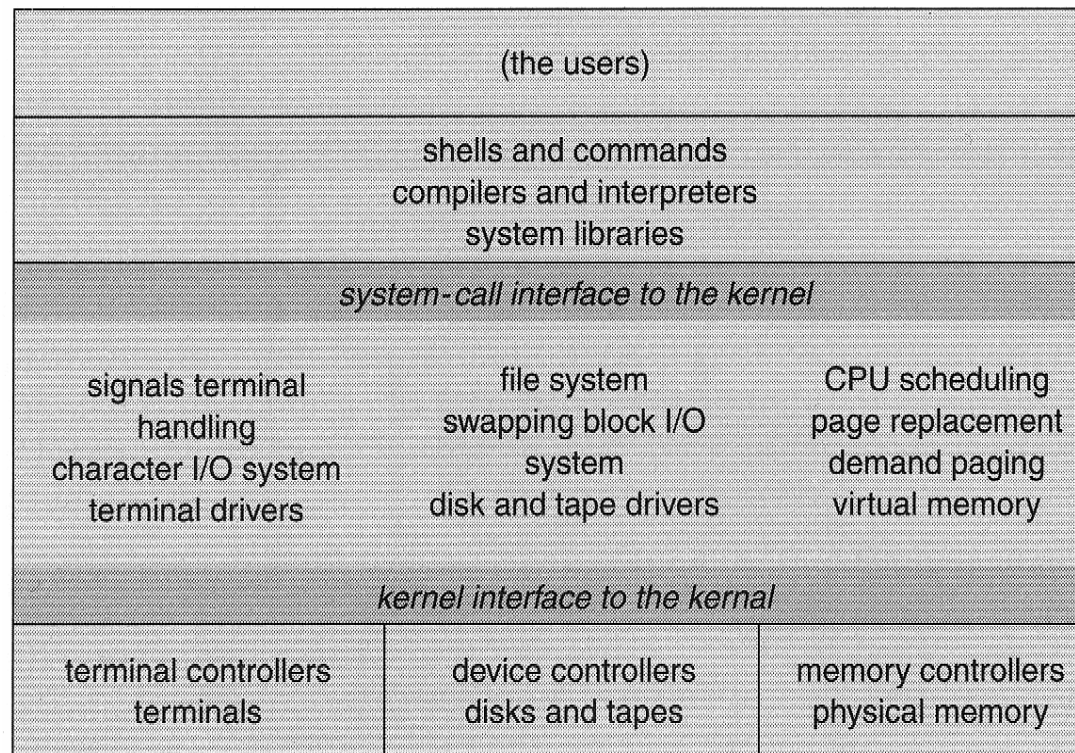 (the users)
shells and commands
compilers and interpreters
system libraries
system-call interface to the kernel
signals terminal
handling
character I/O system
terminal drivers
file system
swapping block I/O
system
disk and tape drivers
CPU scheduling
page replacement
demand paging
virtual memory
kernel interface to the kernal
terminal controllers
terminals
device controllers
disks and tapes
memory controllers
physical memory